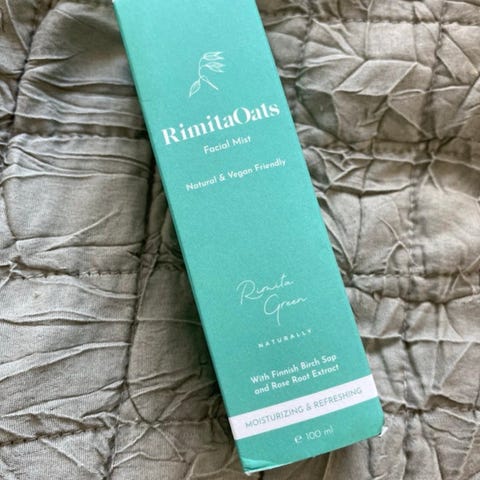 RimitaOats
Facial Mist
Natural & Vegan Friendly
Rimita
Green
NATURALLY
With Finnish Birch Sap
and Rose Root Extract
MOISTURIZING & REFRESHING
℮ 100 ml